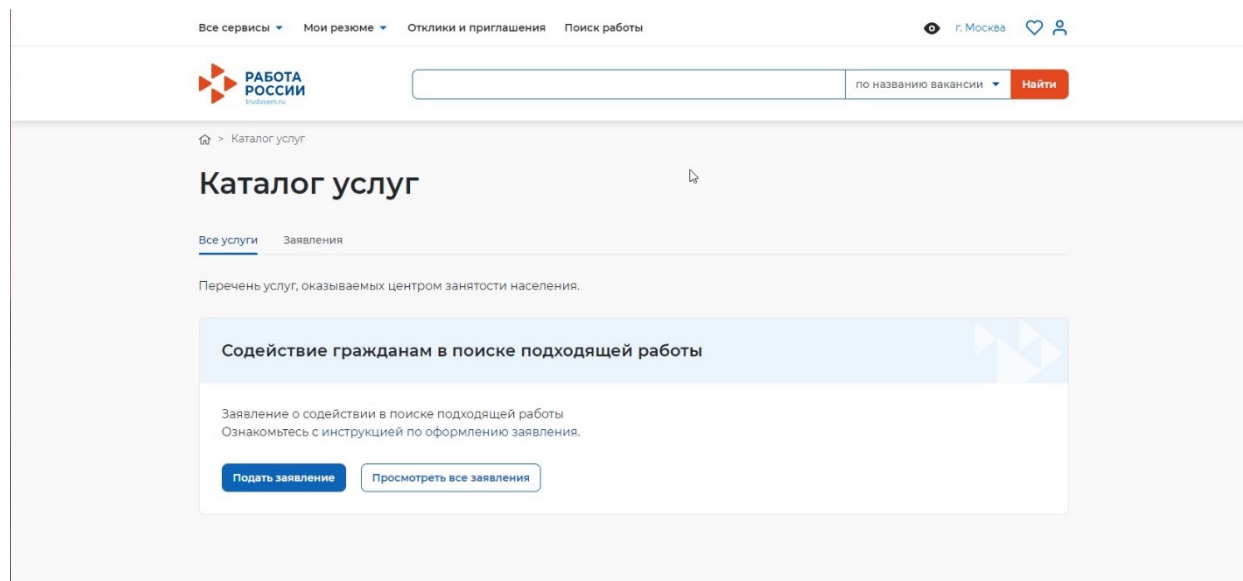 Все сервисы Мои резюме Отклики и приглашения Поиск работы г. Москва
РАБОТА
РОССИИ
trudvsem.ru
по названию вакансии Найти
> Каталог услуг
Каталог услуг
Все услуги Заявления
Перечень услуг, оказываемых центром занятости населения.
Содействие гражданам в поиске подходящей работы
Заявление о содействии в поиске подходящей работы
Ознакомьтесь с инструкцией по оформлению заявления.
Подать заявление Просмотреть все заявления